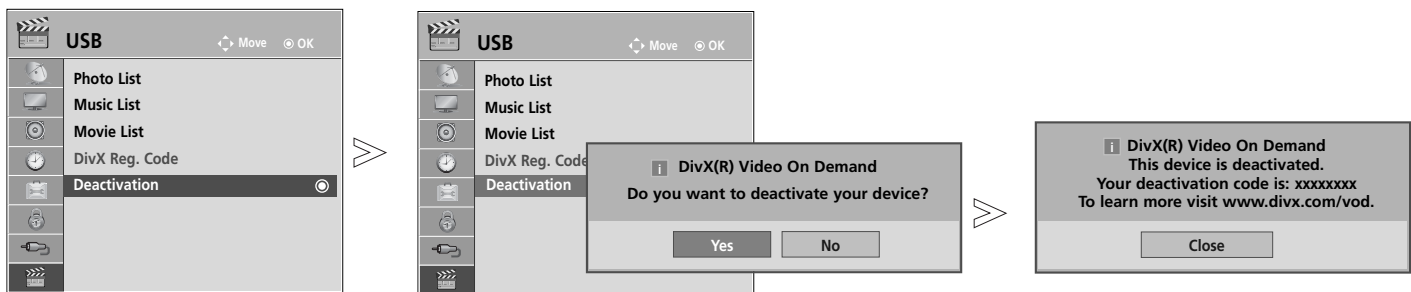 USB
Move OK
Photo List
Music List
Movie List
DivX Reg. Code
Deactivation
USB
Move OK
Photo List
Music List
Movie List
DivX Reg. Code
Deactivation
i DivX(R) Video On Demand
Do you want to deactivate your device?
Yes No
i DivX(R) Video On Demand
This device is deactivated.
Your deactivation code is: xxxxxxxx
To learn more visit www.divx.com/vod.
Close